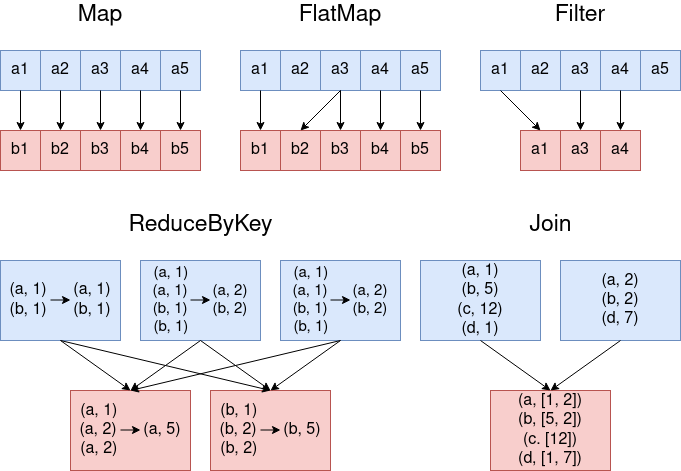 Map FlatMap Filter
a1 a2 a3 a4 a5 a1 a2 a3 a4 a5 a1 a2 a3 a4 a5
b1 b2 b3 b4 b5 b1 b2 b3 b4 b5 a1 a3 a4
ReduceByKey Join
(a, 1) (a, 1)
(b, 1) (b, 1)
(a, 1)
(a, 1) (a, 2)
(b, 1) (b, 2)
(b, 1)
(a, 1)
(a, 1) (a, 2)
(b, 1) (b, 2)
(b, 1)
(a, 1)
(b, 5)
(c, 12)
(d, 1)
(a, 2)
(b, 2)
(d, 7)
(a, 1)
(a, 2) (a, 5)
(a, 2)
(b, 1)
(b, 2) (b, 5)
(b, 2)
(a, [1, 2])
(b, [5, 2])
(c. [12])
(d, [1, 7])